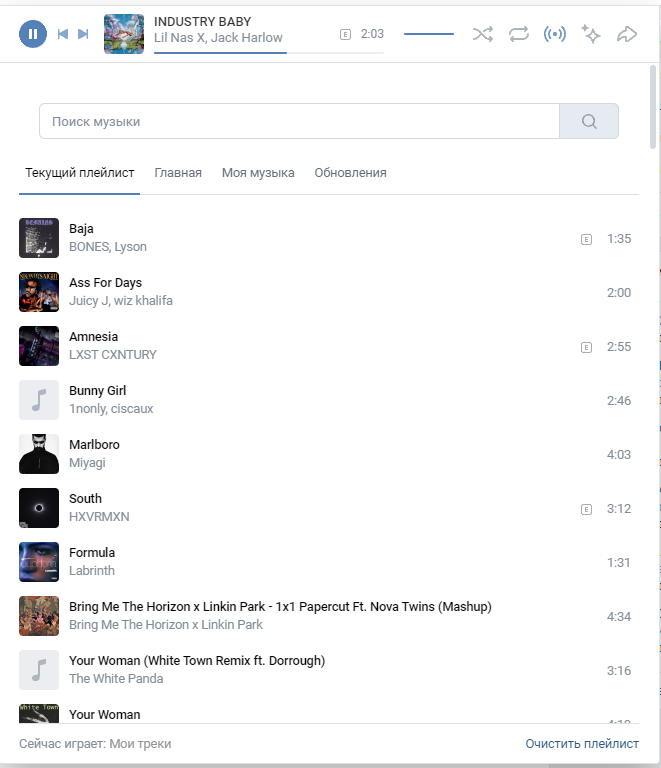 INDUSTRY BABY
Lil Nas X, Jack Harlow
E 2:03
Поиск музыки
Текущий плейлист Главная Моя музыка Обновления
Baja
BONES, Lyson
E 1:35
Ass For Days
Juicy J, wiz khalifa
2:00
Amnesia
LXST CXNTURY
E 2:55
Bunny Girl
1nonly, ciscaux
2:46
Marlboro
Miyagi
4:03
South
HXVRMXN
E 3:12
Formula
Labrinth
1:31
Bring Me The Horizon x Linkin Park - 1x1 Papercut Ft. Nova Twins (Mashup)
Bring Me The Horizon x Linkin Park
4:34
Your Woman (White Town Remix ft. Dorrough)
The White Panda
3:16
White Town
Your Woman
Сейчас играет: Мои треки
Очистить плейлист